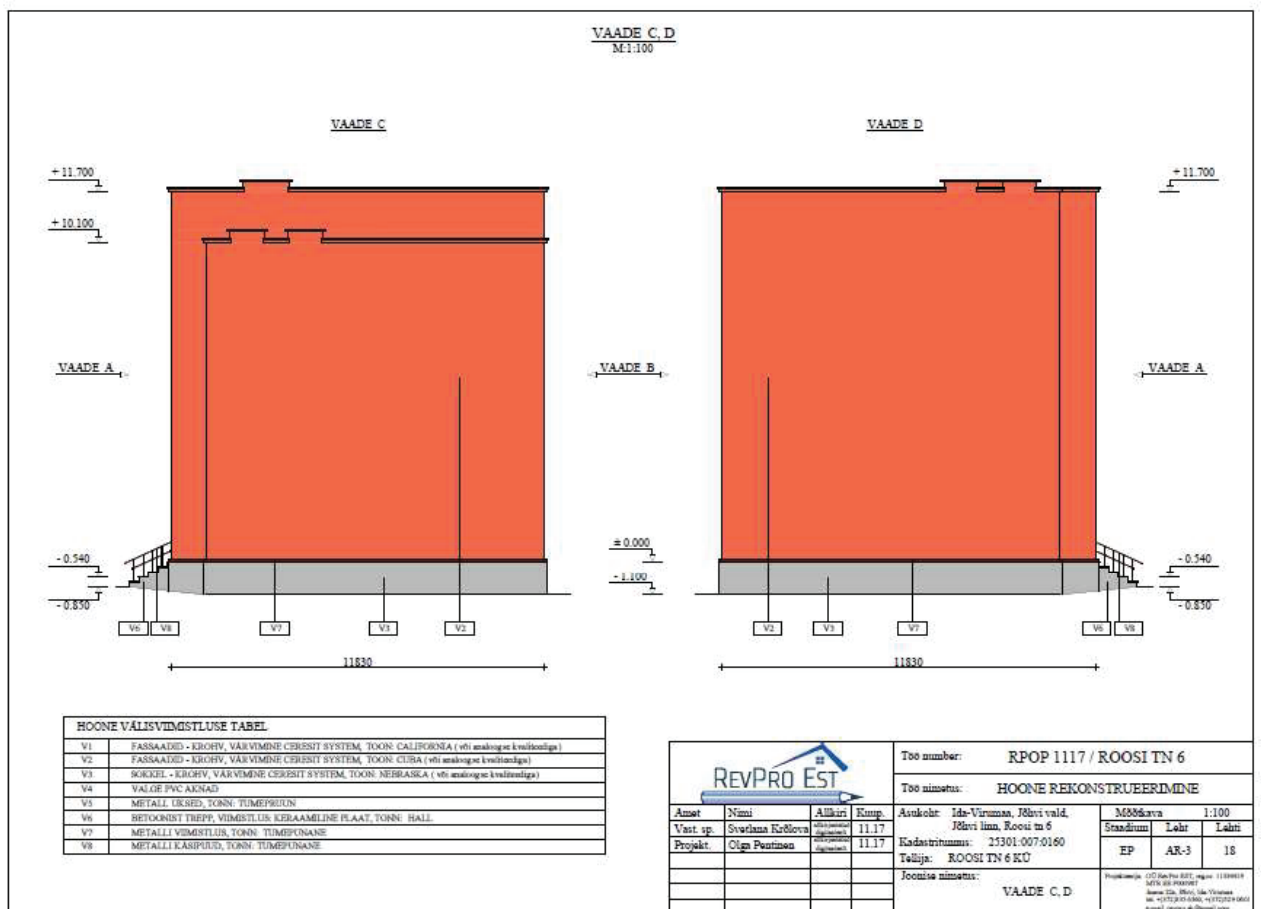 VAADE C, D
M:1:100
VAADE C
VAADE D
+ 11.700
+ 11.700
+ 10.100
VAADE A
VAADE B
VAADE A
± 0.000
- 0.540
- 0.540
- 1.100
- 0.850
- 0.850
V6 V8 V7 V3 V2
V2 V3 V7 V6 V8
11830
11830
HOONE VÄLISVIIMISTLUSE TABEL
V1 FASSAADID - KROHV, VÄRVIMINE CERESIT SYSTEM, TOON: CALIFORNIA ( või analoogse kvaliteediga)
V2 FASSAADID - KROHV, VÄRVIMINE CERESIT SYSTEM, TOON: CUBA ( või analoogse kvaliteediga)
V3 SOKKEL - KROHV, VÄRVIMINE CERESIT SYSTEM, TOON: NEBRASKA ( või analoogse kvaliteediga)
V4 VALGE PVC AKNAD
V5 METALL UKSED, TONN: TUMEPRUUN
V6 BETOONIST TREPP, VIIMISTLUS: KERAAMILINE PLAAT, TONN: HALL
V7 METALLI VIIMISTLUS, TONN: TUMEPUNANE
V8 METALLI KÄSIPUUD, TONN: TUMEPUNANE
REVPRO EST
Töö number: RPOP 1117 / ROOSI TN 6
Töö nimetus: HOONE REKONSTRUEERIMINE
Amet Nimi Allkiri Kuup.
Vast. sp. Svetlana Krõlova 11.17
Projekt. Olga Pentinen 11.17
Asukoht: Ida-Virumaa, Jõhvi vald,
Jõhvi linn, Roosi tn 6
Kadastritunnus: 25301:007:0160
Tellija: ROOSI TN 6 KÜ
Mõõtkava 1:100
Staadium Leht Lehti
EP AR-3 18
Joonise nimetus:
VAADE C, D